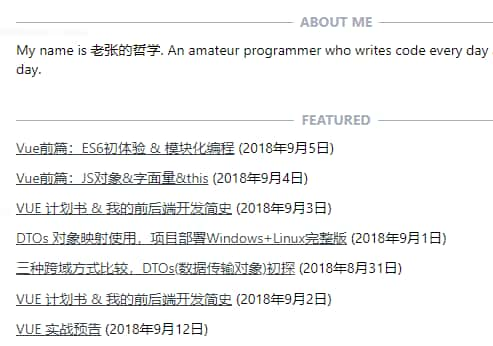 ABOUT ME
My name is 老张的哲学. An amateur programmer who writes code every day
day.
FEATURED
Vue前篇：ES6初体验 & 模块化编程 (2018年9月5日)
Vue前篇：JS对象&字面量&this (2018年9月4日)
VUE 计划书 & 我的前后端开发简史 (2018年9月3日)
DTOs 对象映射使用，项目部署Windows+Linux完整版 (2018年9月1日)
三种跨域方式比较，DTOs(数据传输对象)初探 (2018年8月31日)
VUE 计划书 & 我的前后端开发简史 (2018年9月2日)
VUE 实战预告 (2018年9月12日)